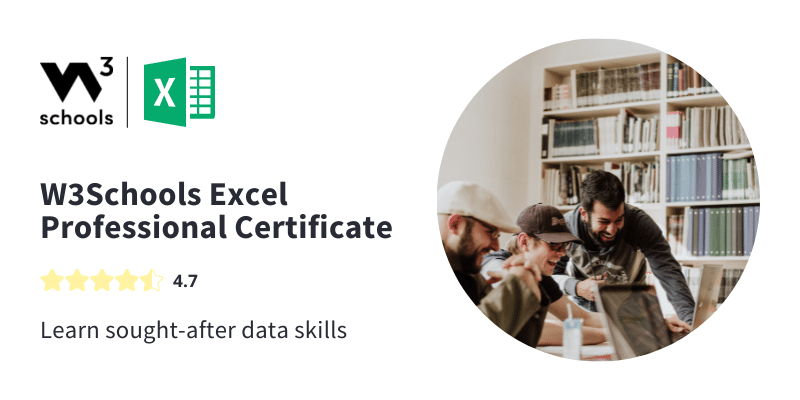 W3
schools
X
W3Schools Excel
Professional Certificate
4.7
Learn sought-after data skills